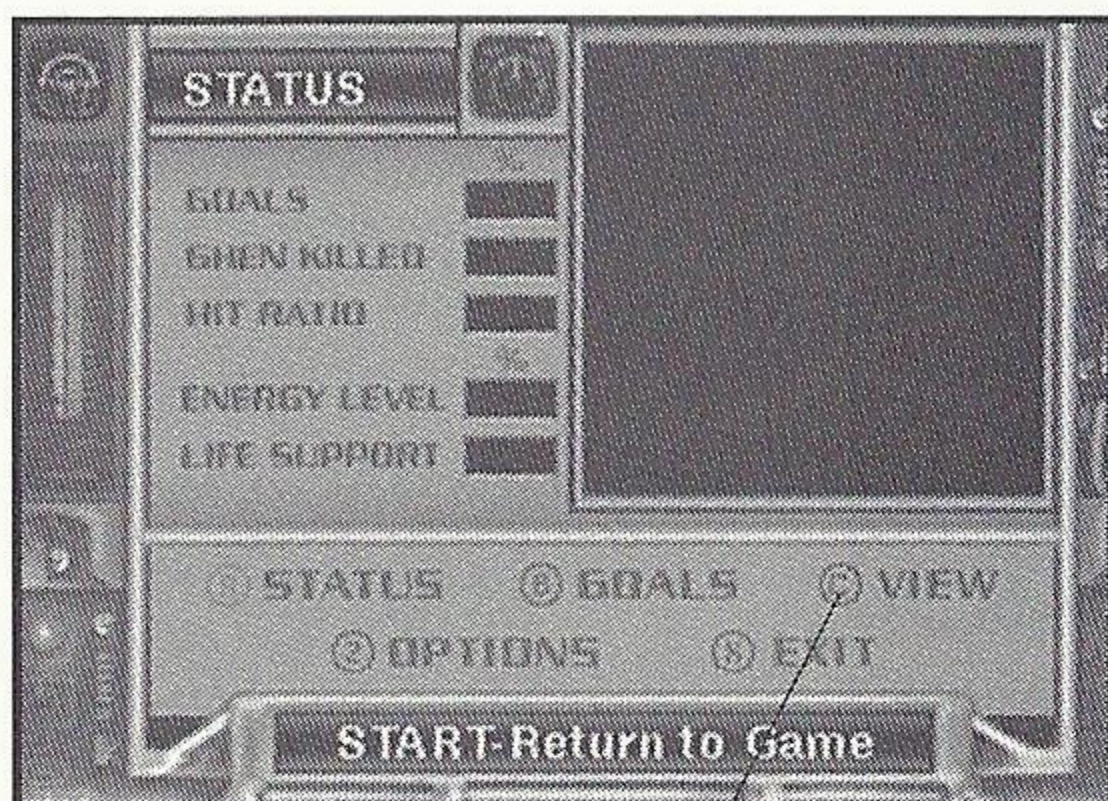 STATUS
%
GOALS
GHEN KILLED
HIT RATIO
%
ENERGY LEVEL
LIFE SUPPORT
Ⓐ STATUS Ⓑ GOALS Ⓒ VIEW
Ⓩ OPTIONS Ⓧ EXIT
START-Return to Game